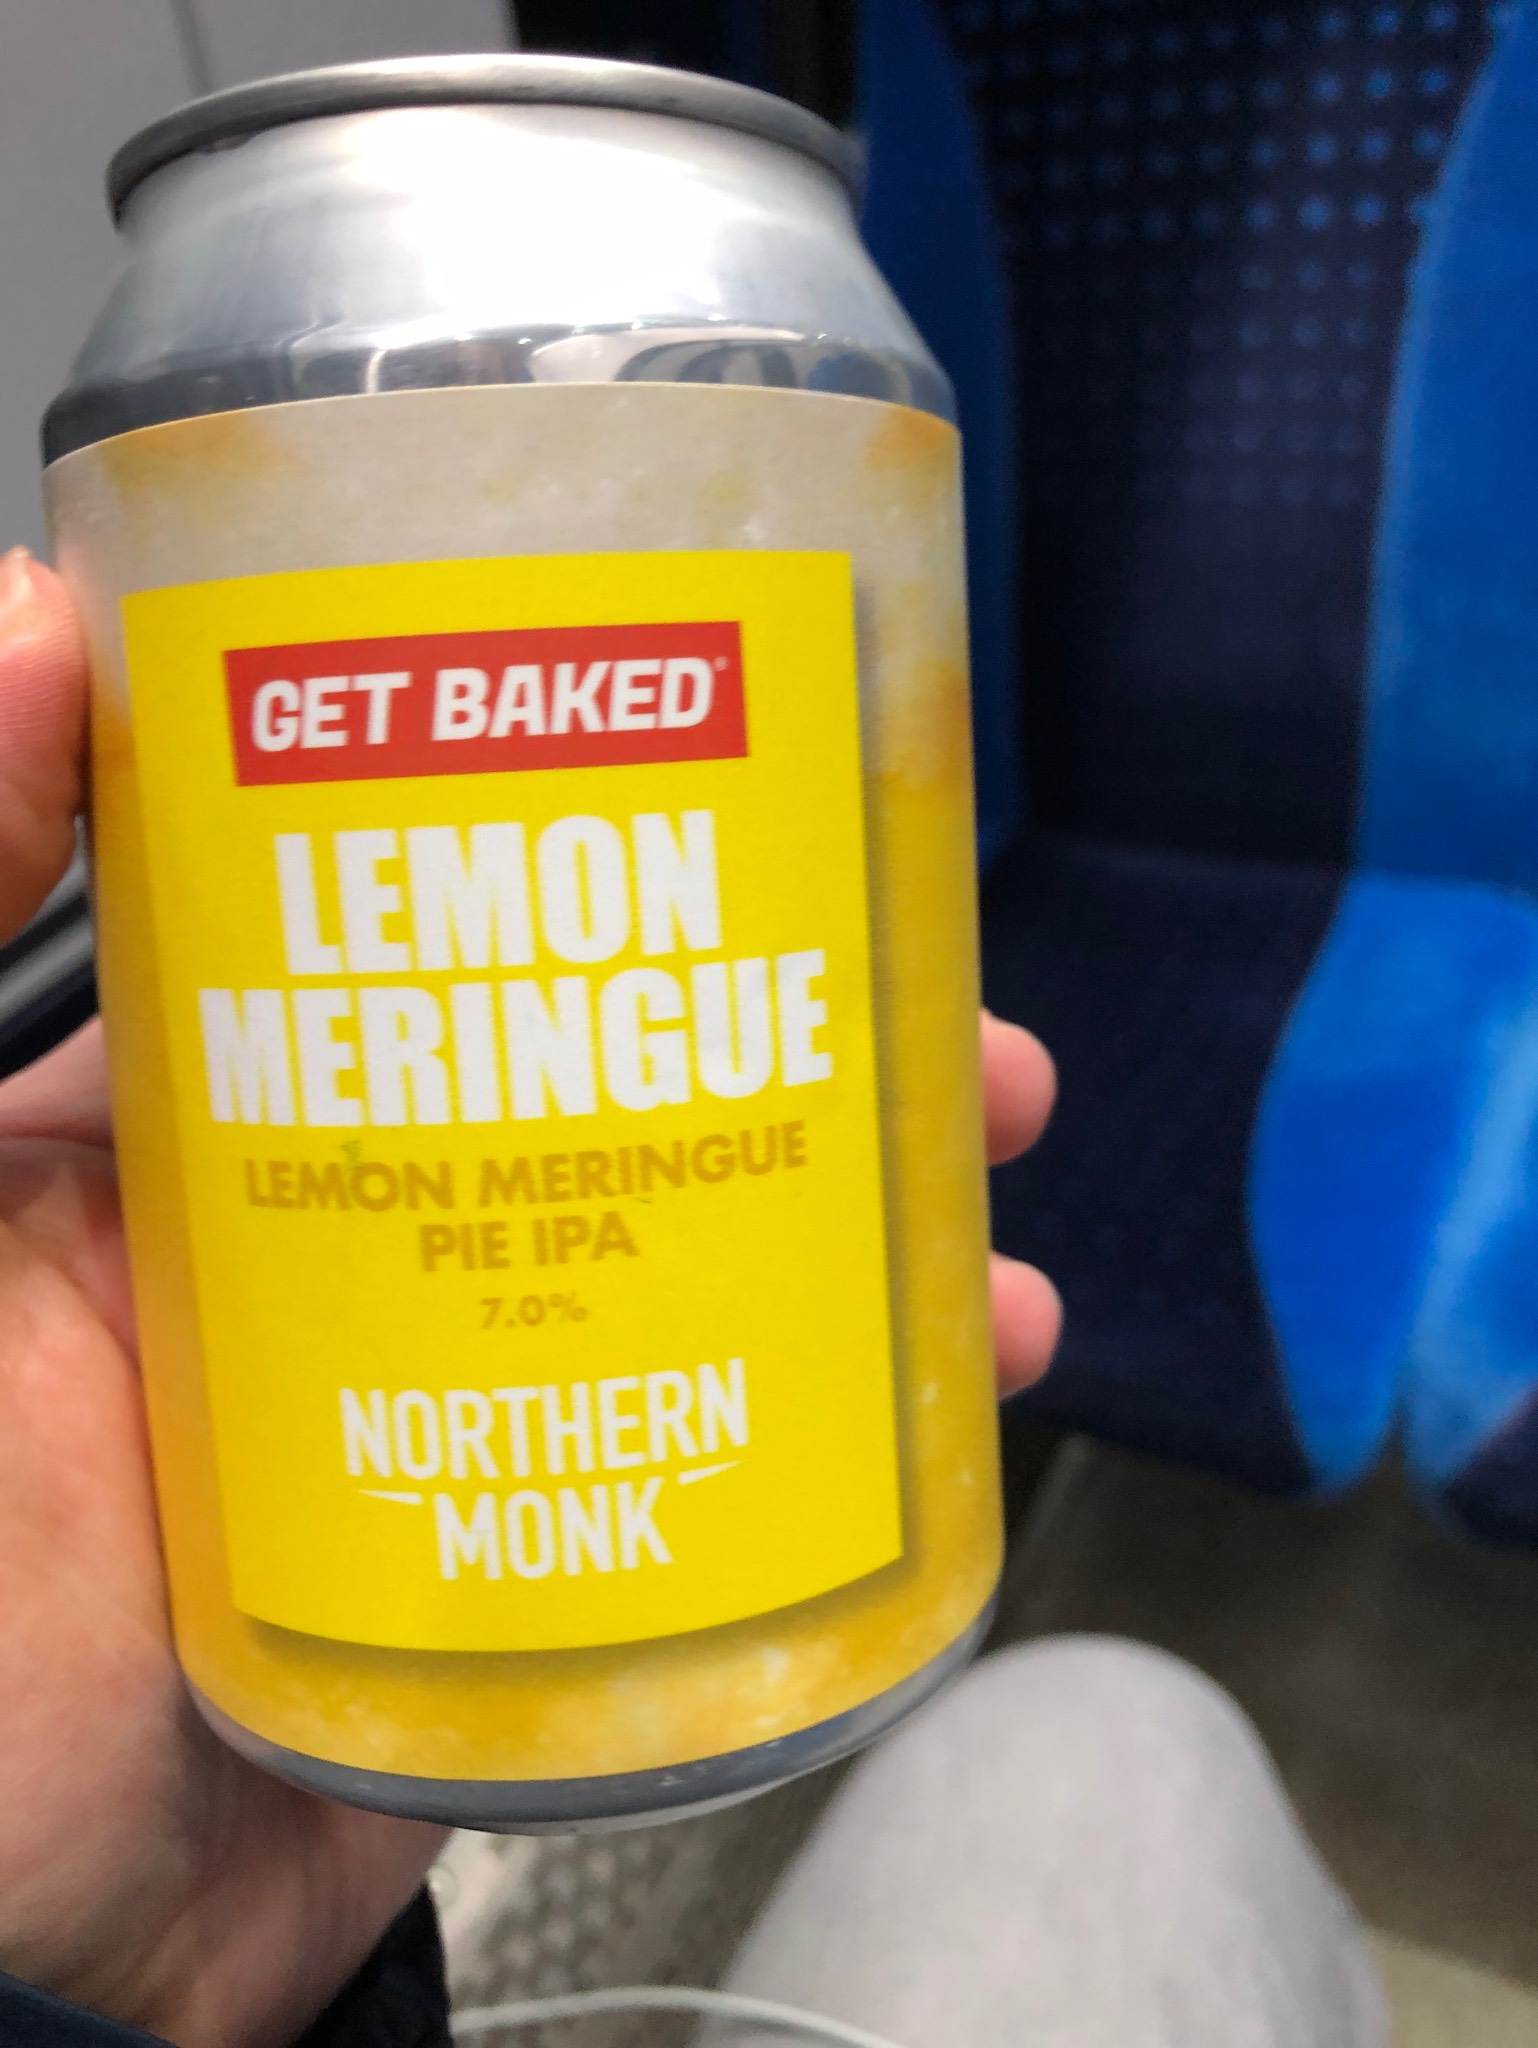 GET BAKED
LEMON
MERINGUE
LEMON MERINGUE
PIE IPA
7.0%
NORTHERN
MONK